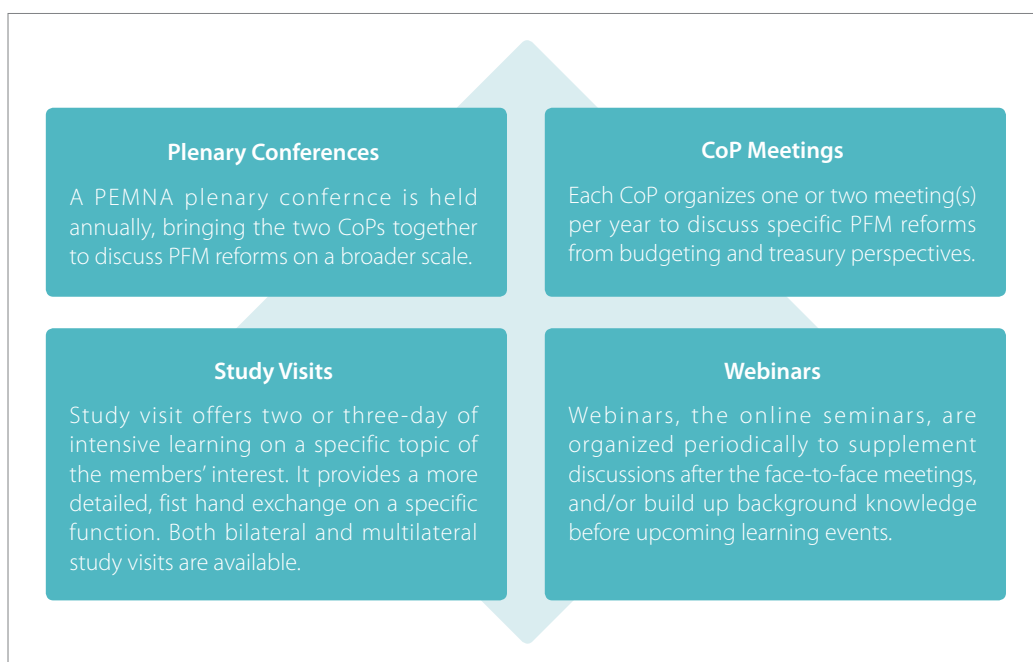 Plenary Conferences
A PEMNA plenary confernce is held
annually, bringing the two CoPs together
to discuss PFM reforms on a broader scale.
CoP Meetings
Each CoP organizes one or two meeting(s)
per year to discuss specific PFM reforms
from budgeting and treasury perspectives.
Study Visits
Study visit offers two or three-day of
intensive learning on a specific topic of
the members’ interest. It provides a more
detailed, fist hand exchange on a specific
function. Both bilateral and multilateral
study visits are available.
Webinars
Webinars, the online seminars, are
organized periodically to supplement
discussions after the face-to-face meetings,
and/or build up background knowledge
before upcoming learning events.